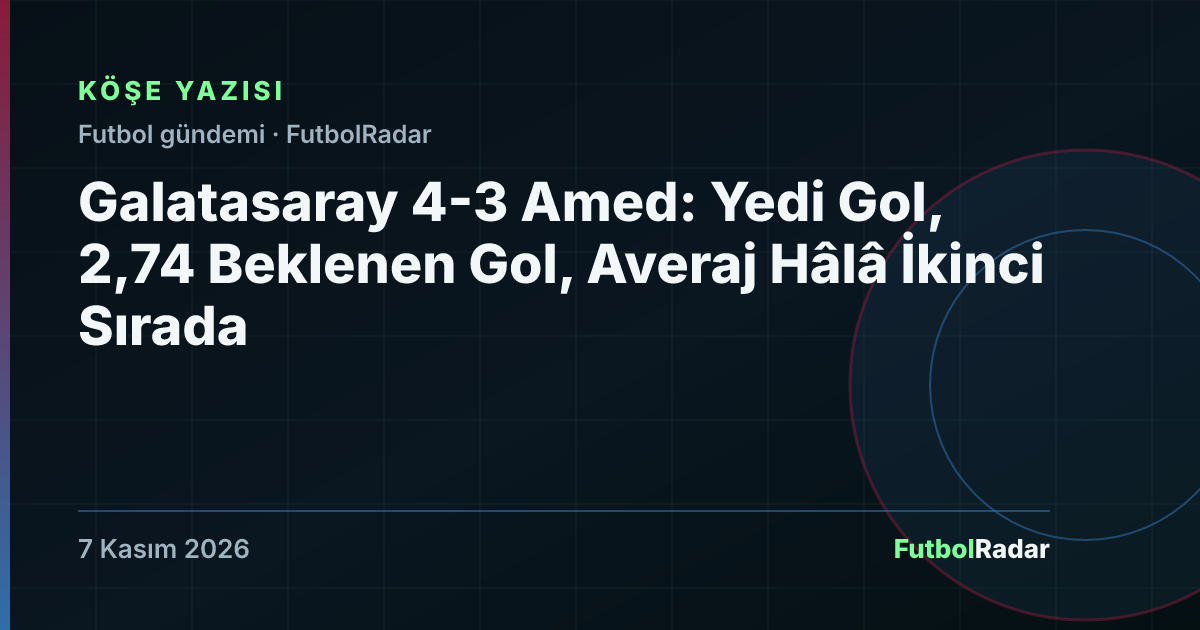 KÖŞE YAZISI
Futbol gündemi · FutbolRadar
Galatasaray 4-3 Amed: Yedi Gol,
2,74 Beklenen Gol, Averaj Hâlâ İkinci
Sırada
7 Kasım 2026
FutbolRadar